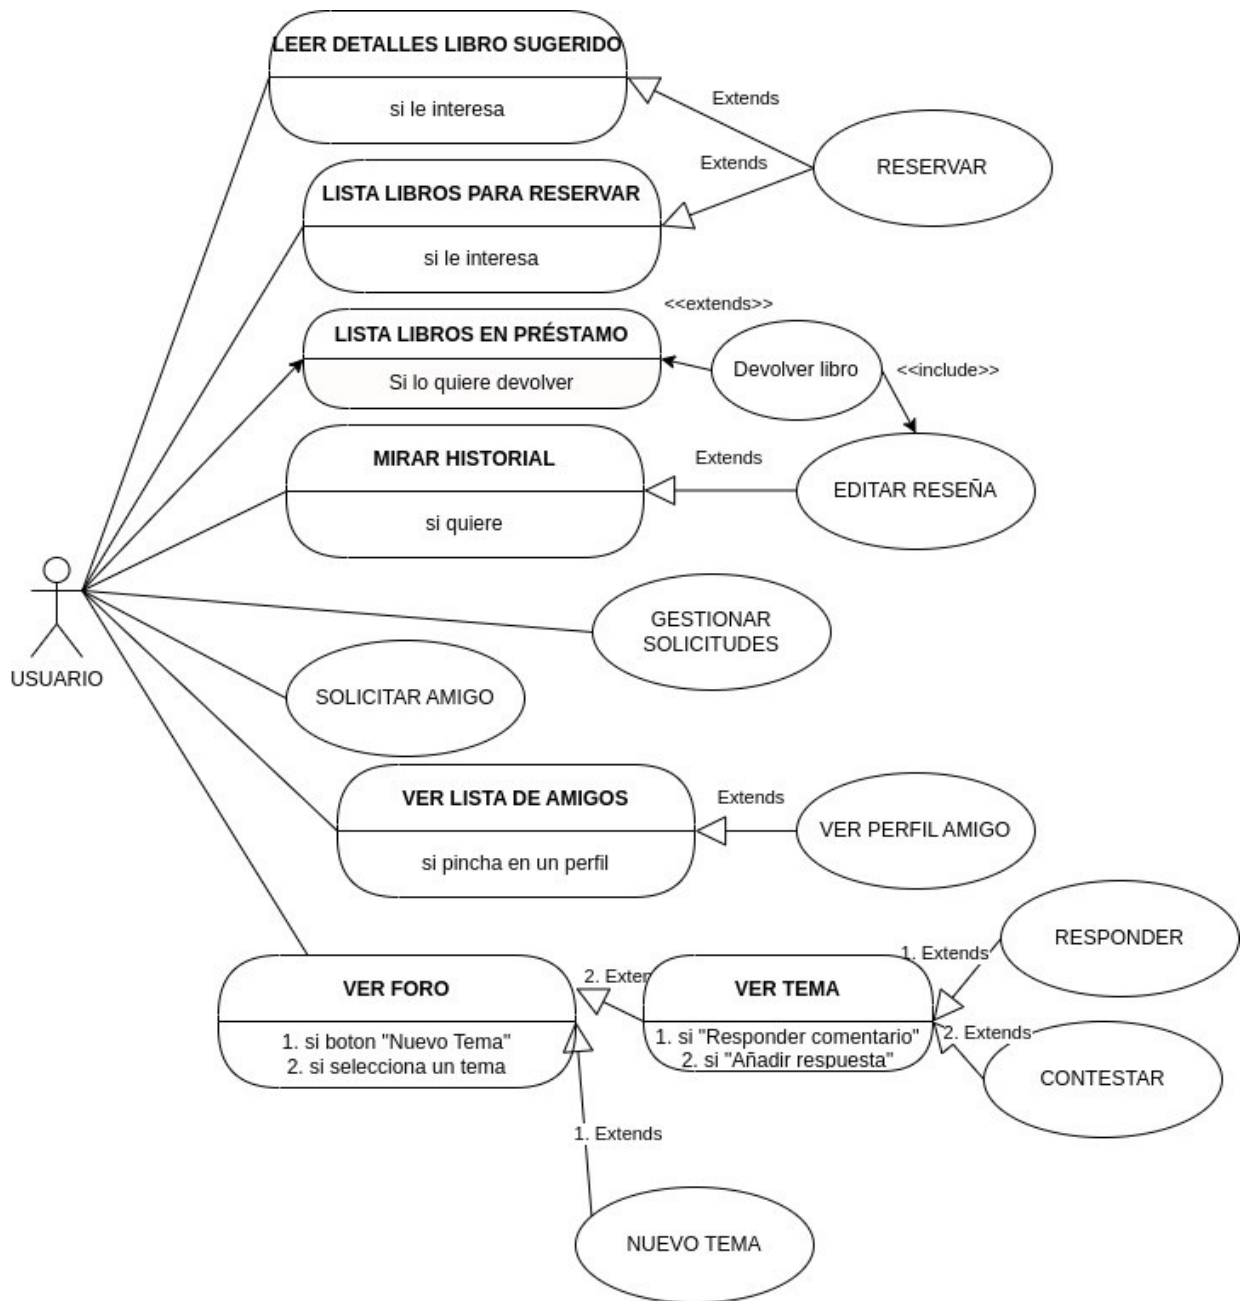 LEER DETALLES LIBRO SUGERIDO
si le interesa
Extends
RESERVAR
Extends
LISTA LIBROS PARA RESERVAR
si le interesa
<<extends>>
LISTA LIBROS EN PRÉSTAMO
Si lo quiere devolver
Devolver libro
<<include>>
MIRAR HISTORIAL
si quiere
Extends
EDITAR RESEÑA
GESTIONAR
SOLICITUDES
USUARIO
SOLICITAR AMIGO
VER LISTA DE AMIGOS
si pincha en un perfil
Extends
VER PERFIL AMIGO
RESPONDER
1. Extends
VER FORO
1. si boton "Nuevo Tema"
2. si selecciona un tema
2. Exten
VER TEMA
1. si "Responder comentario"
2. si "Añadir respuesta"
2. Extends
CONTESTAR
1. Extends
NUEVO TEMA